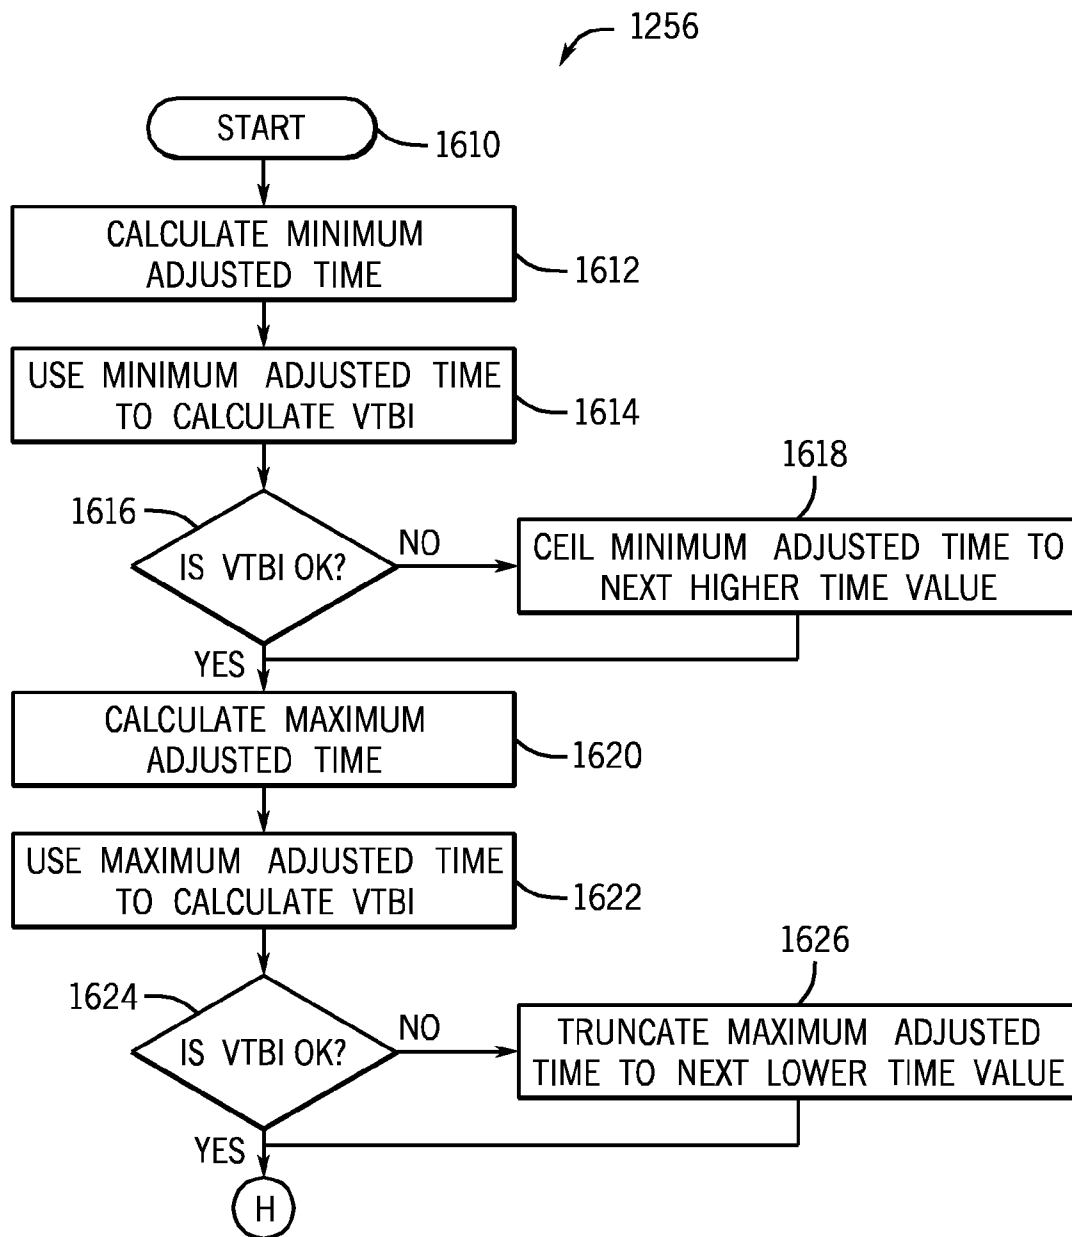 1256
START
1610
CALCULATE MINIMUM
ADJUSTED TIME
1612
USE MINIMUM ADJUSTED TIME
TO CALCULATE VTBI
1614
1616
IS VTBI OK?
NO
1618
CEIL MINIMUM ADJUSTED TIME TO
NEXT HIGHER TIME VALUE
YES
CALCULATE MAXIMUM
ADJUSTED TIME
1620
USE MAXIMUM ADJUSTED TIME
TO CALCULATE VTBI
1622
1624
IS VTBI OK?
NO
1626
TRUNCATE MAXIMUM ADJUSTED
TIME TO NEXT LOWER TIME VALUE
YES
H